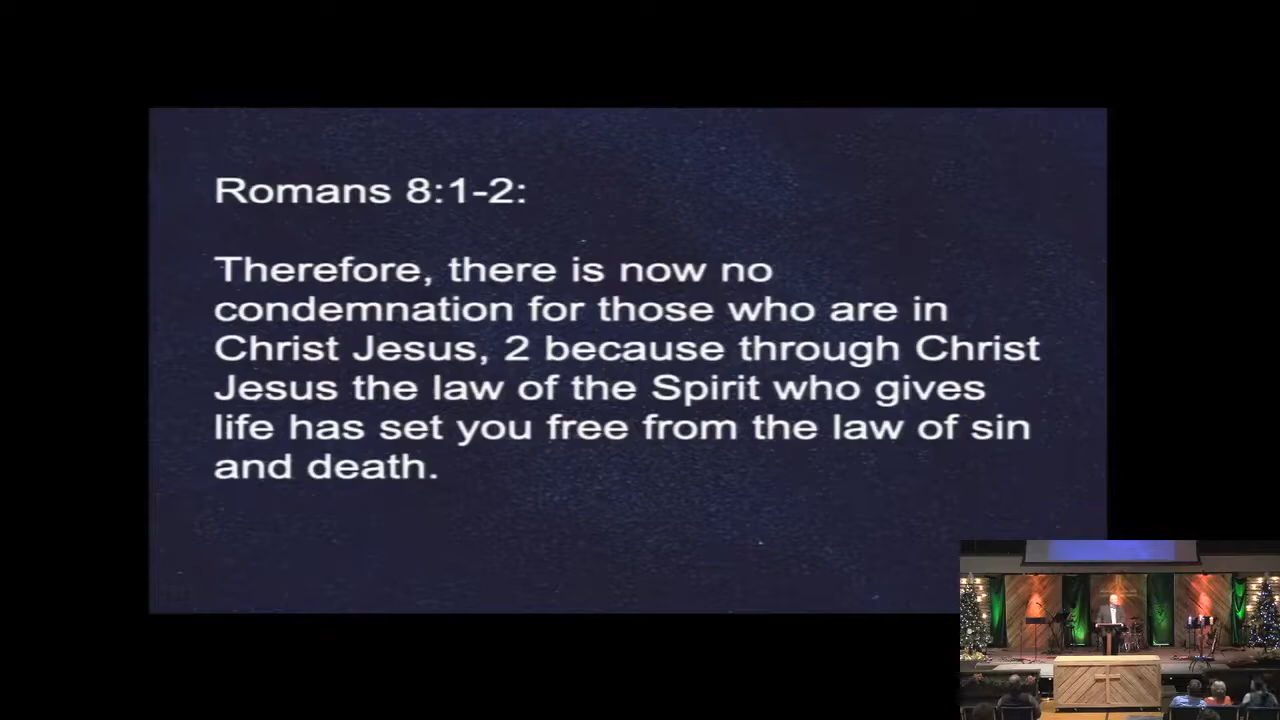 Romans 8:1-2:
Therefore, there is now no
condemnation for those who are in
Christ Jesus, 2 because through Christ
Jesus the law of the Spirit who gives
life has set you free from the law of sin
and death.